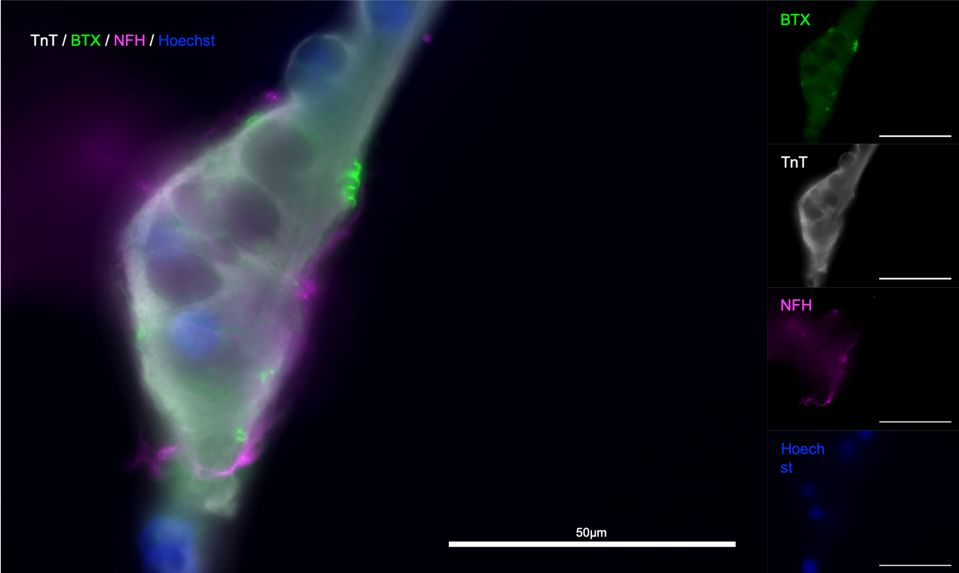 TnT / BTX / NFH / Hoechst
BTX
TnT
NFH
Hoech
st
50µm